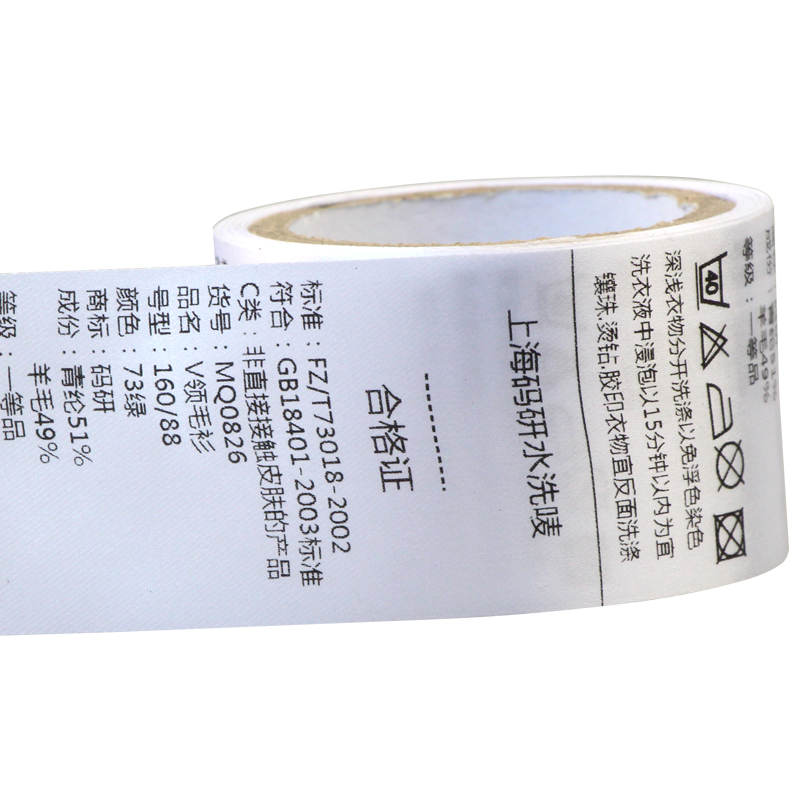 上海码研水洗唛
----------
合格证
标准：FZ/T73018-2002
符合：GB18401-2003标准
C类：非直接接触皮肤的产品
货号：MQ0826
品名：V领毛衫
号型：160/88
颜色：73绿
商标：码研
成份：青纶51%
羊毛49%
等级：一等品
羊毛49%
等级：一等品
40
深浅衣物分开洗涤以免浮色染色
洗衣液中浸泡以15分钟以内为宜
镶珠.烫钻.胶印衣物宜反面洗涤